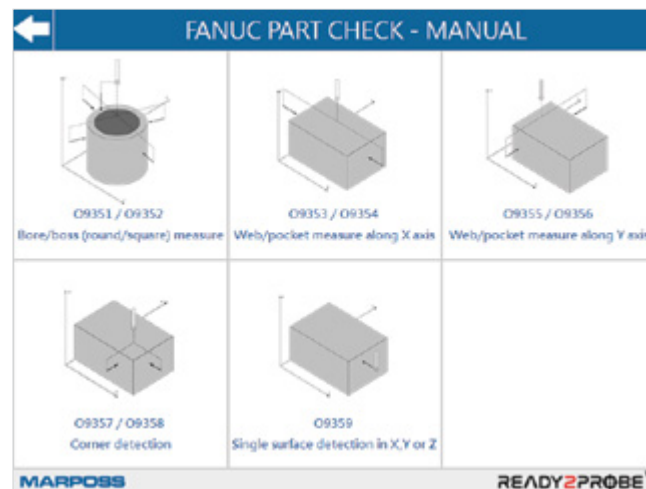 FANUC PART CHECK - MANUAL
O9351 / O9352
Bore/boss (round/square) measure
O9353 / O9354
Web/pocket measure along X axis
O9355 / O9356
Web/pocket measure along Y axis
O9357 / O9358
Corner detection
O9359
Single surface detection in X,Y or Z
MARPOSS
READY2PROBE